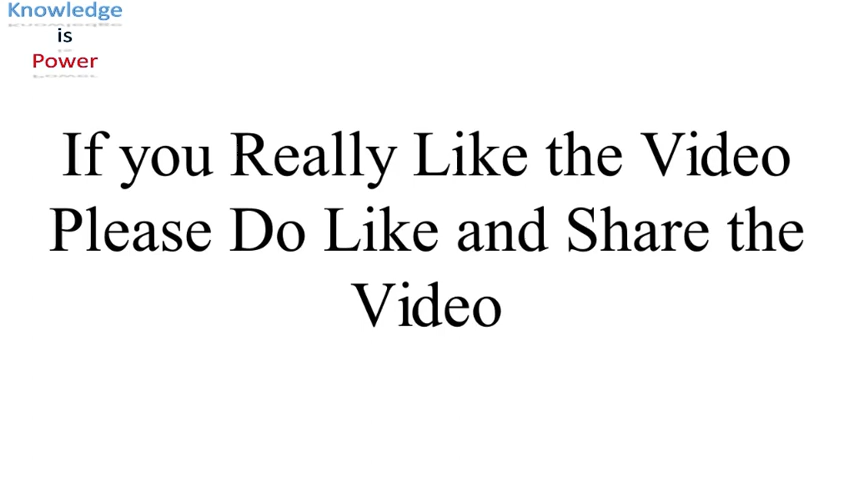 Knowledge
is
Power
If you Really Like the Video
Please Do Like and Share the
Video